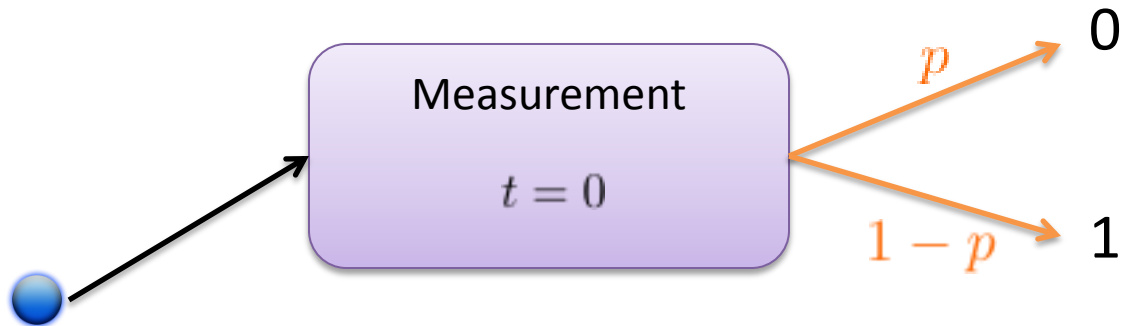 0
p
Measurement
t = 0
1 − p
1